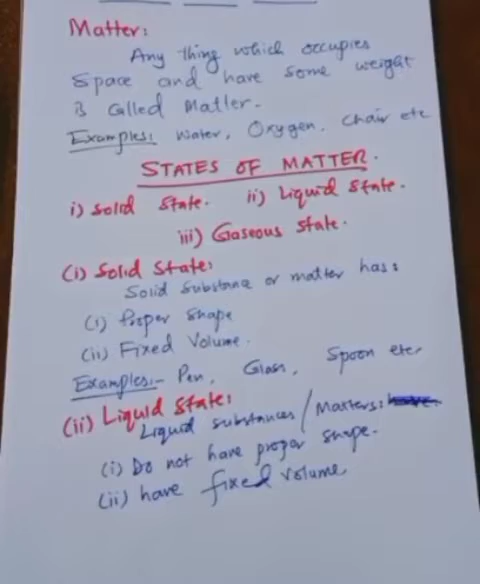 Matter:
Any thing which occupies
Space and have some weight
is Called Matter.
Examples: Water, Oxygen, Chair etc
STATES OF MATTER.
i) Solid State. ii) Liquid State.
iii) Gaseous State.
(i) Solid State:
Solid Substance or matter has:
(i) Proper Shape
(ii) Fixed Volume.
Examples:- Pen, Glass, Spoon etc
(ii) Liquid State:
Liquid substances / Matters:
(i) Do not have proper shape.
(ii) have fixed volume